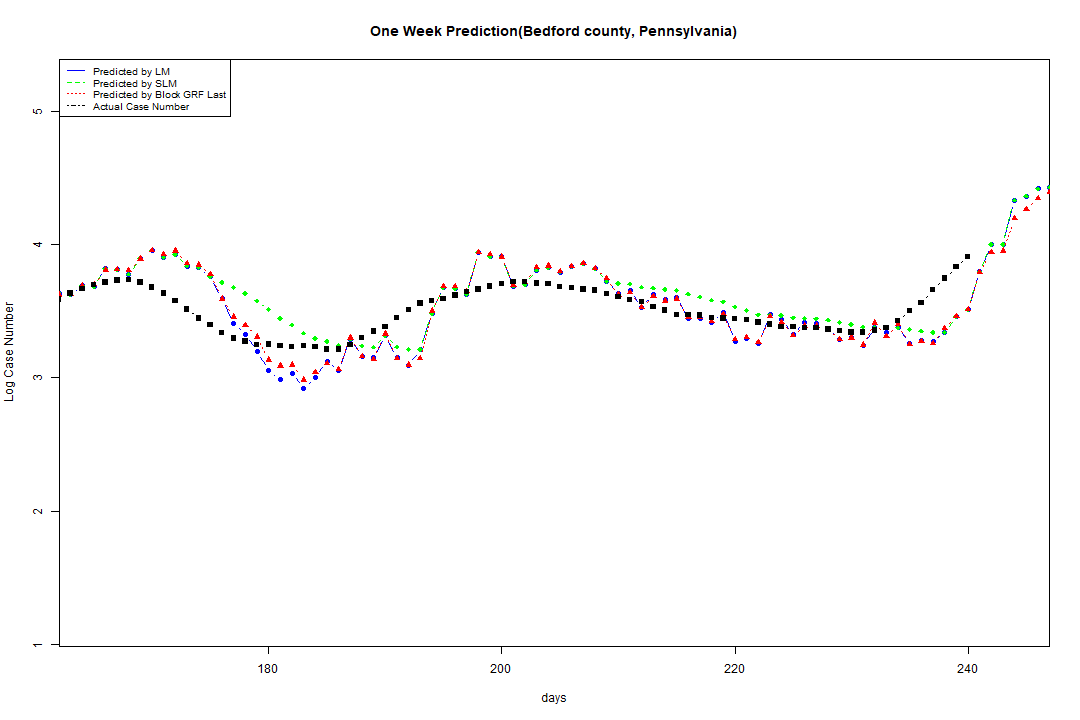 One Week Prediction(Bedford county, Pennsylvania)
Predicted by LM
Predicted by SLM
Predicted by Block GRF Last
Actual Case Number
5
4
3
2
1
Log Case Number
180 200 220 240
days